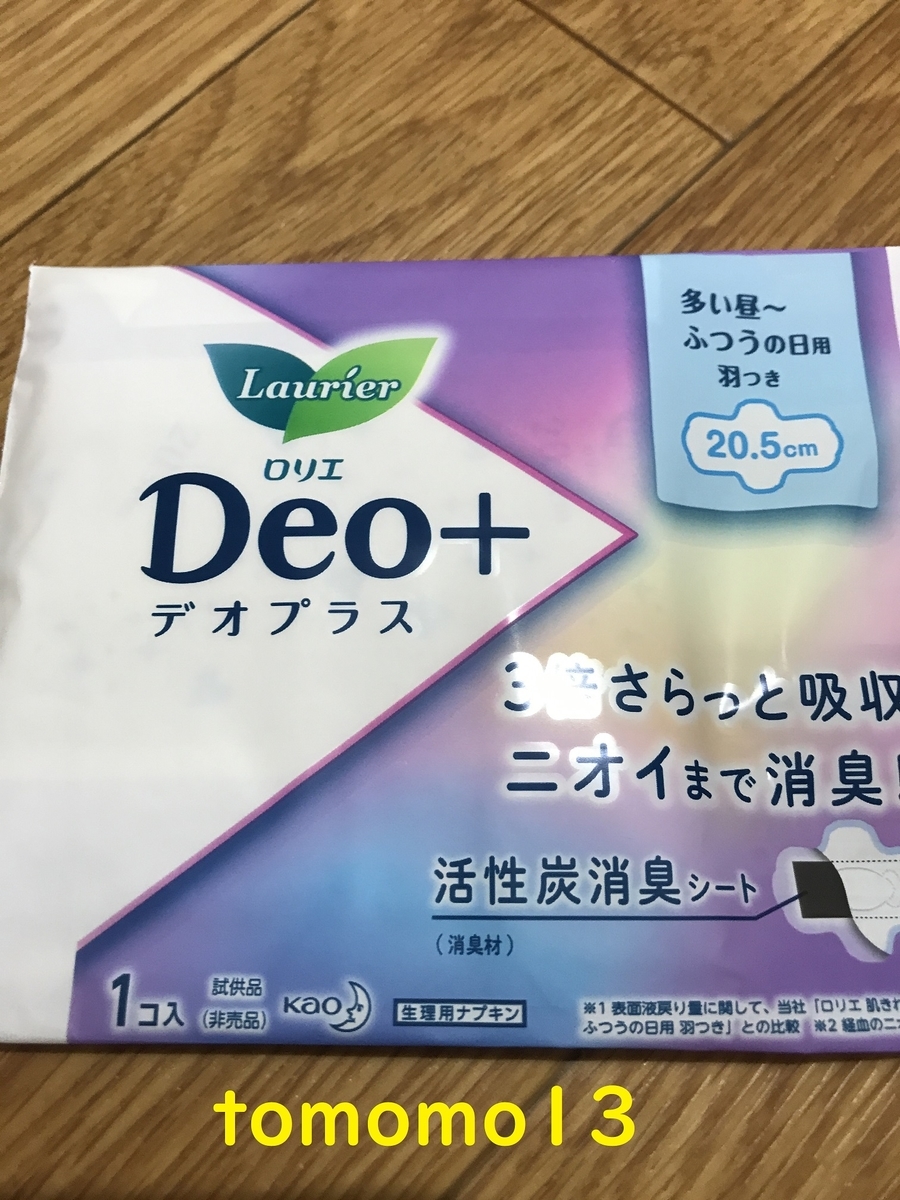 多い昼〜
ふつうの日用
羽つき
20.5cm
Laurier
ロリエ
Deo+
デオプラス
3倍さらっと吸収
ニオイまで消臭!
活性炭消臭シート
(消臭材)
1コ入
試供品
(非売品)
Kao
生理用ナプキン
※1 表面液戻り量に関して、当社「ロリエ 肌きれ
ふつうの日用 羽つき」との比較 ※2 経血のニオ
tomomo13